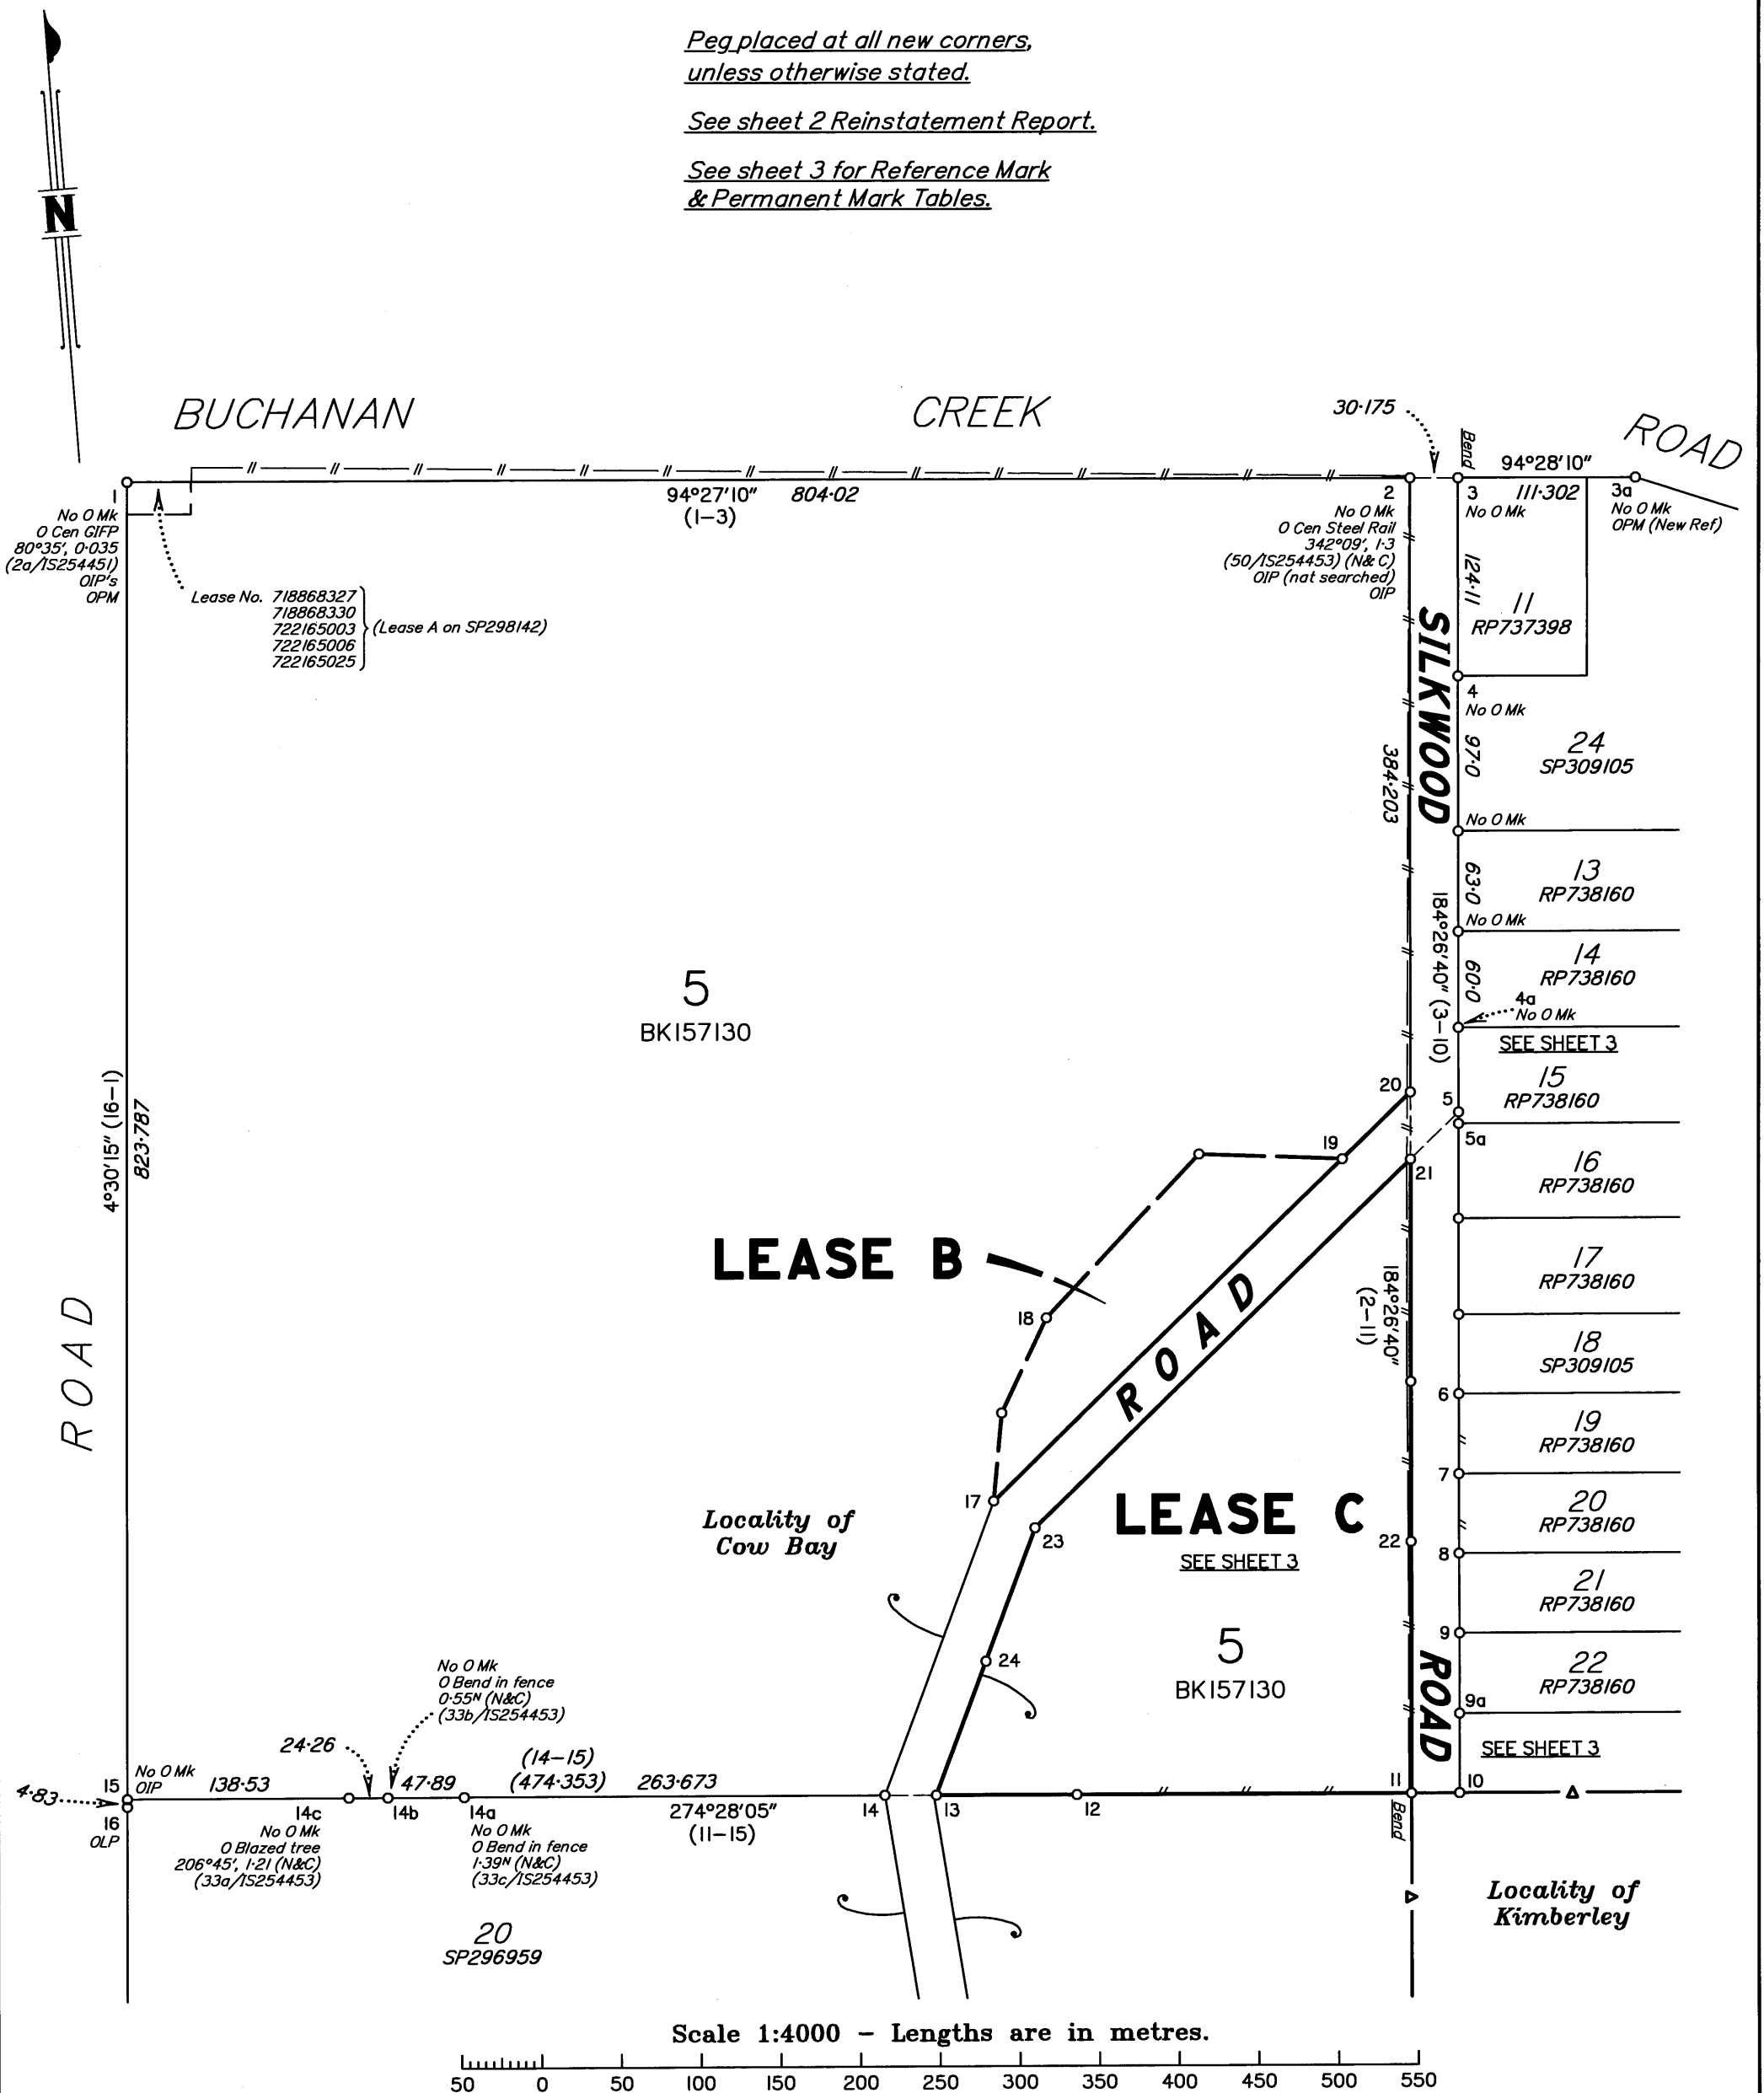 Peg placed at all new corners,
unless otherwise stated.
See sheet 2 Reinstatement Report.
See sheet 3 for Reference Mark
& Permanent Mark Tables.
N
BUCHANAN CREEK ROAD
30·175
Bend
94°28'10"
111·302
94°27'10" 804·02
(1-3)
1
No O Mk
O Cen GIFP
80°35', 0·035
(2a/IS254451)
OIP's
OPM
Lease No. 718868327
718868330
722165003
722165006
722165025
(Lease A on SP298142)
2
No O Mk
O Cen Steel Rail
342°09', 1·3
(50/IS254453) (N&C)
OIP (not searched)
OIP
3
No O Mk
3a
No O Mk
OPM (New Ref)
124·11
11
RP737398
SILKWOOD
4
No O Mk
97·0
24
SP309105
384·203
No O Mk
63·0
13
RP738160
No O Mk
184°26'40" (3-10)
60·0
14
RP738160
4a
No O Mk
SEE SHEET 3
5
BK157130
15
RP738160
20
5
5a
4°30'15" (16-1)
823·787
19
21
16
RP738160
LEASE B
17
RP738160
ROAD
184°26'40"
(2-11)
18
ROAD
18
SP309105
6
19
RP738160
7
17
LEASE C
SEE SHEET 3
Locality of
Cow Bay
23
22
20
RP738160
8
21
RP738160
9
5
BK157130
24
22
RP738160
9a
ROAD
SEE SHEET 3
No O Mk
O Bend in fence
0·55ᴺ (N&C)
(33b/IS254453)
24·26
(14-15)
4·83
15
No O Mk
OIP
138·53
47·89
(474·353)
263·673
16
OLP
14c
No O Mk
O Blazed tree
206°45', 1·21 (N&C)
(33a/IS254453)
14b
14a
No O Mk
O Bend in fence
1·39ᴺ (N&C)
(33c/IS254453)
274°28'05"
(11-15)
14
13
12
11
Bend
10
Locality of
Kimberley
20
SP296959
Scale 1:4000 - Lengths are in metres.
50 0 50 100 150 200 250 300 350 400 450 500 550